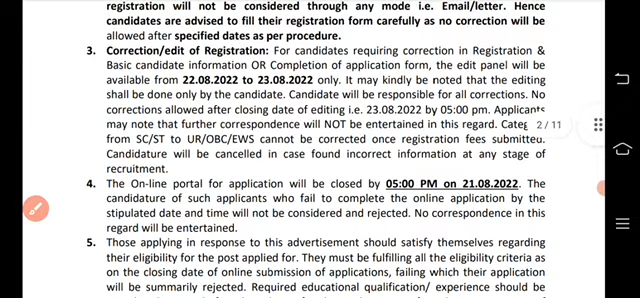 registration will not be considered through any mode i.e. Email/letter. Hence
candidates are advised to fill their registration form carefully as no correction will be
allowed after specified dates as per procedure.
3. Correction/edit of Registration: For candidates requiring correction in Registration &
Basic candidate information OR Completion of application form, the edit panel will be
available from 22.08.2022 to 23.08.2022 only. It may kindly be noted that the editing
shall be done only by the candidate. Candidate will be responsible for all corrections. No
corrections allowed after closing date of editing i.e. 23.08.2022 by 05:00 pm. Applicants
may note that further correspondence will NOT be entertained in this regard. 2/11
from SC/ST to UR/OBC/EWS cannot be corrected once registration fees submitted.
Candidature will be cancelled in case found incorrect information at any stage of
recruitment.
4. The On-line portal for application will be closed by 05:00 PM on 21.08.2022. The
candidature of such applicants who fail to complete the online application by the
stipulated date and time will not be considered and rejected. No correspondence in this
regard will be entertained.
5. Those applying in response to this advertisement should satisfy themselves regarding
their eligibility for the post applied for. They must be fulfilling all the eligibility criteria as
on the closing date of online submission of applications, failing which their application
will be summarily rejected. Required educational qualification/ experience should be